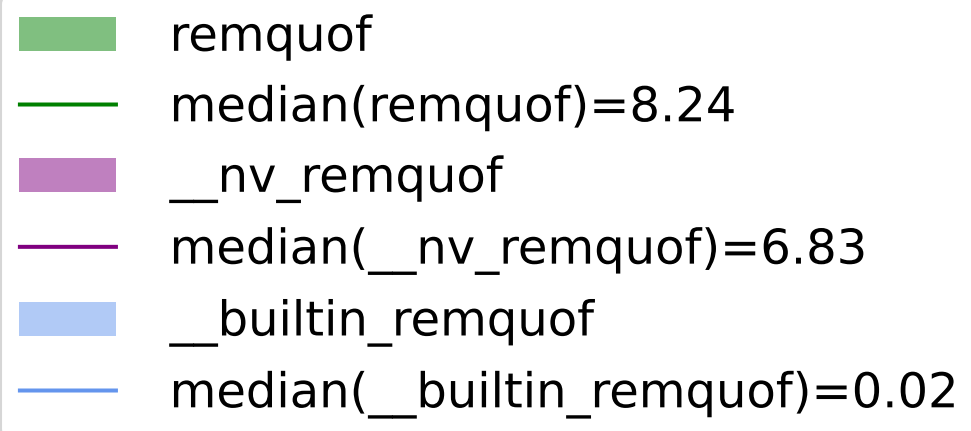 remquof
median(remquof)=8.24
__nv_remquof
median(__nv_remquof)=6.83
__builtin_remquof
median(__builtin_remquof)=0.02